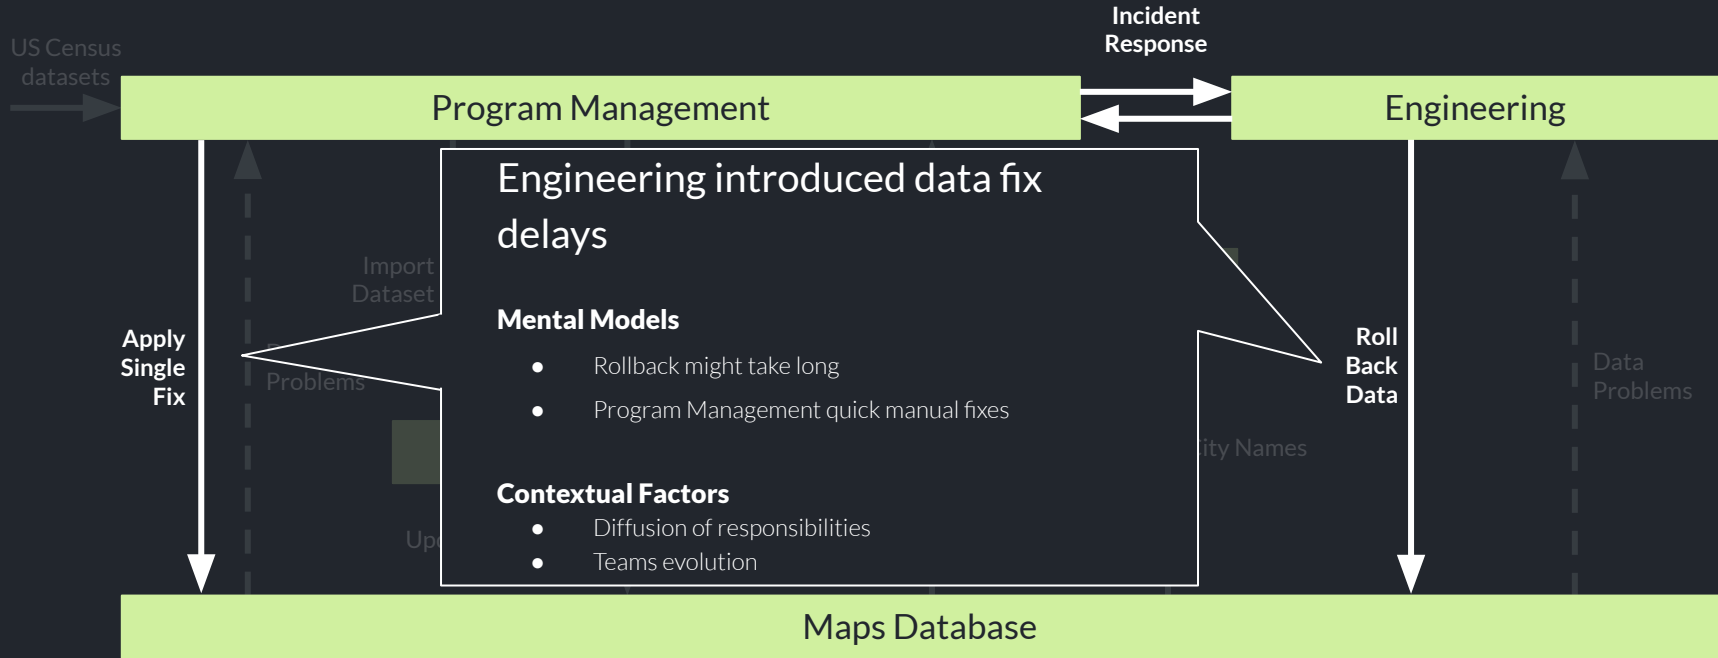 Incident
Response
US Census
datasets
Program Management
Engineering
Engineering introduced data fix
delays
Import
Dataset
Mental Models
Apply
Single
Fix
Rollback might take long
Problems
Program Management quick manual fixes
Roll
Back
Data
Data
Problems
City Names
Contextual Factors
Diffusion of responsibilities
Teams evolution
Maps Database